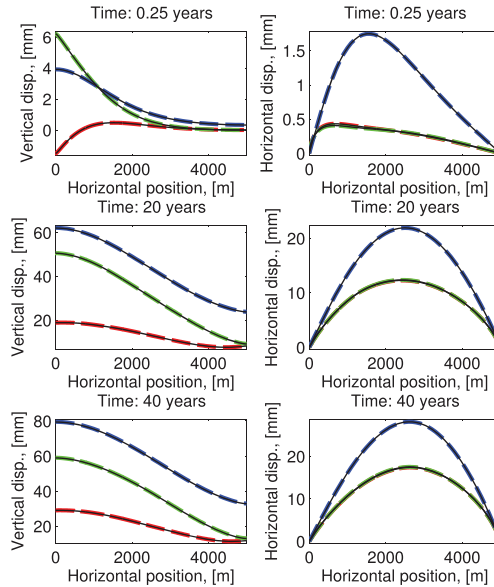 Time: 0.25 years
Vertical disp., [mm]
6
4
2
0
0 2000 4000
Horizontal position, [m]
Time: 0.25 years
Horizontal disp., [mm]
1.5
1
0.5
0
0 2000 4000
Horizontal position, [m]
Time: 20 years
Vertical disp., [mm]
60
40
20
0 2000 4000
Horizontal position, [m]
Time: 20 years
Horizontal disp., [mm]
20
10
0
0 2000 4000
Horizontal position, [m]
Time: 40 years
Vertical disp., [mm]
80
60
40
20
0 2000 4000
Horizontal position, [m]
Time: 40 years
Horizontal disp., [mm]
20
10
0
0 2000 4000
Horizontal position, [m]